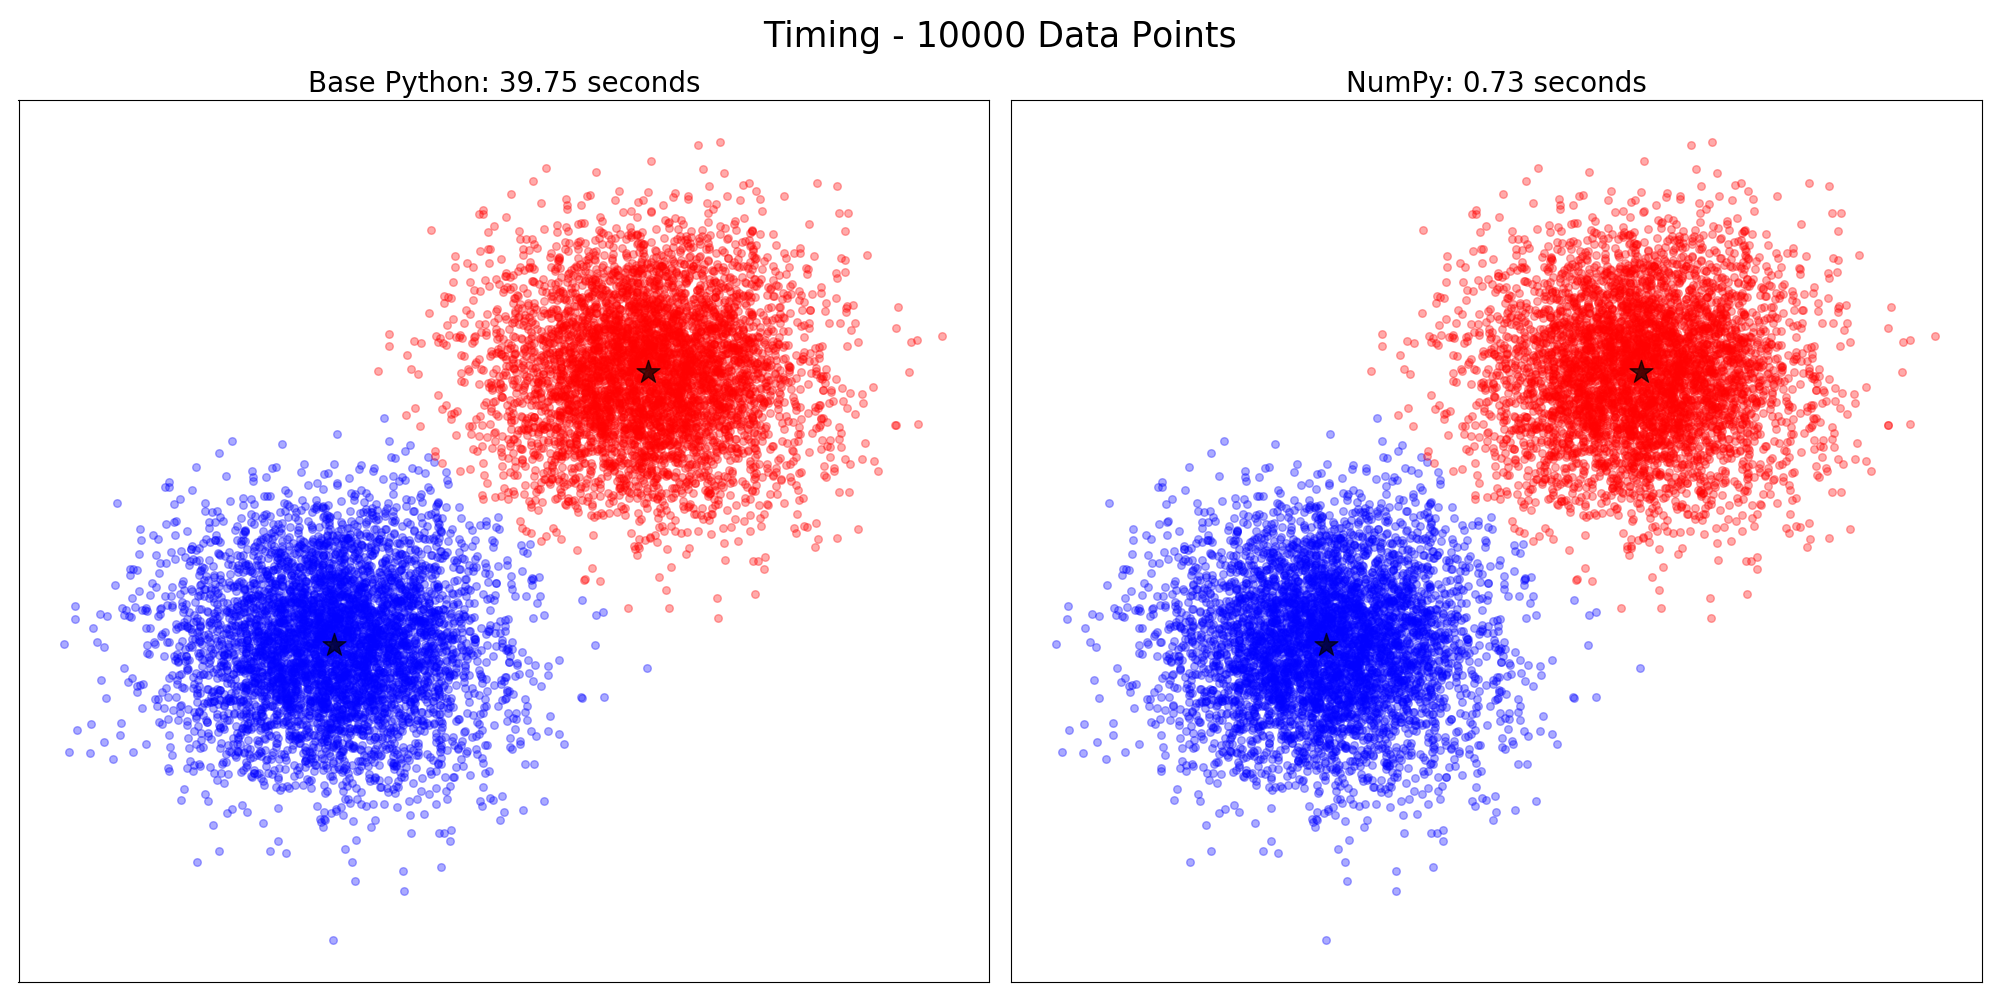 Timing - 10000 Data Points
Base Python: 39.75 seconds
NumPy: 0.73 seconds